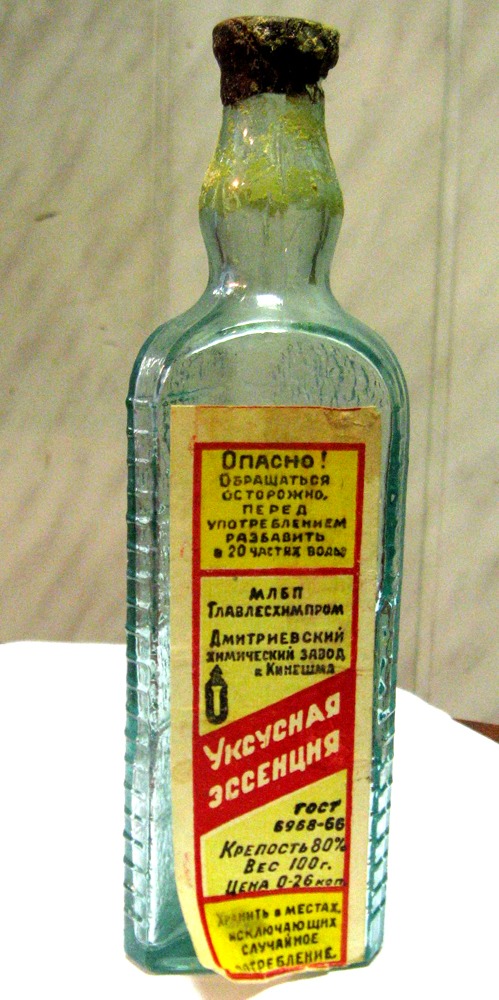 ОПАСНО!
ОБРАЩАТЬСЯ
ОСТОРОЖНО,
ПЕРЕД
УПОТРЕБЛЕНИЕМ
РАЗБАВИТЬ
в 20 ЧАСТЯХ ВОДЫ
МЛБП
ГЛАВЛЕСХИМПРОМ
ДМИТРИЕВСКИЙ
ХИМИЧЕСКИЙ ЗАВОД
г. КИНЕШМА
УКСУСНАЯ
ЭССЕНЦИЯ
ГОСТ
6968-66
КРЕПОСТЬ 80%
ВЕС 100 г.
ЦЕНА 0-26 коп
ХРАНИТЬ в МЕСТАХ,
ИСКЛЮЧАЮЩИХ
СЛУЧАЙНОЕ
ПОТРЕБЛЕНИЕ.